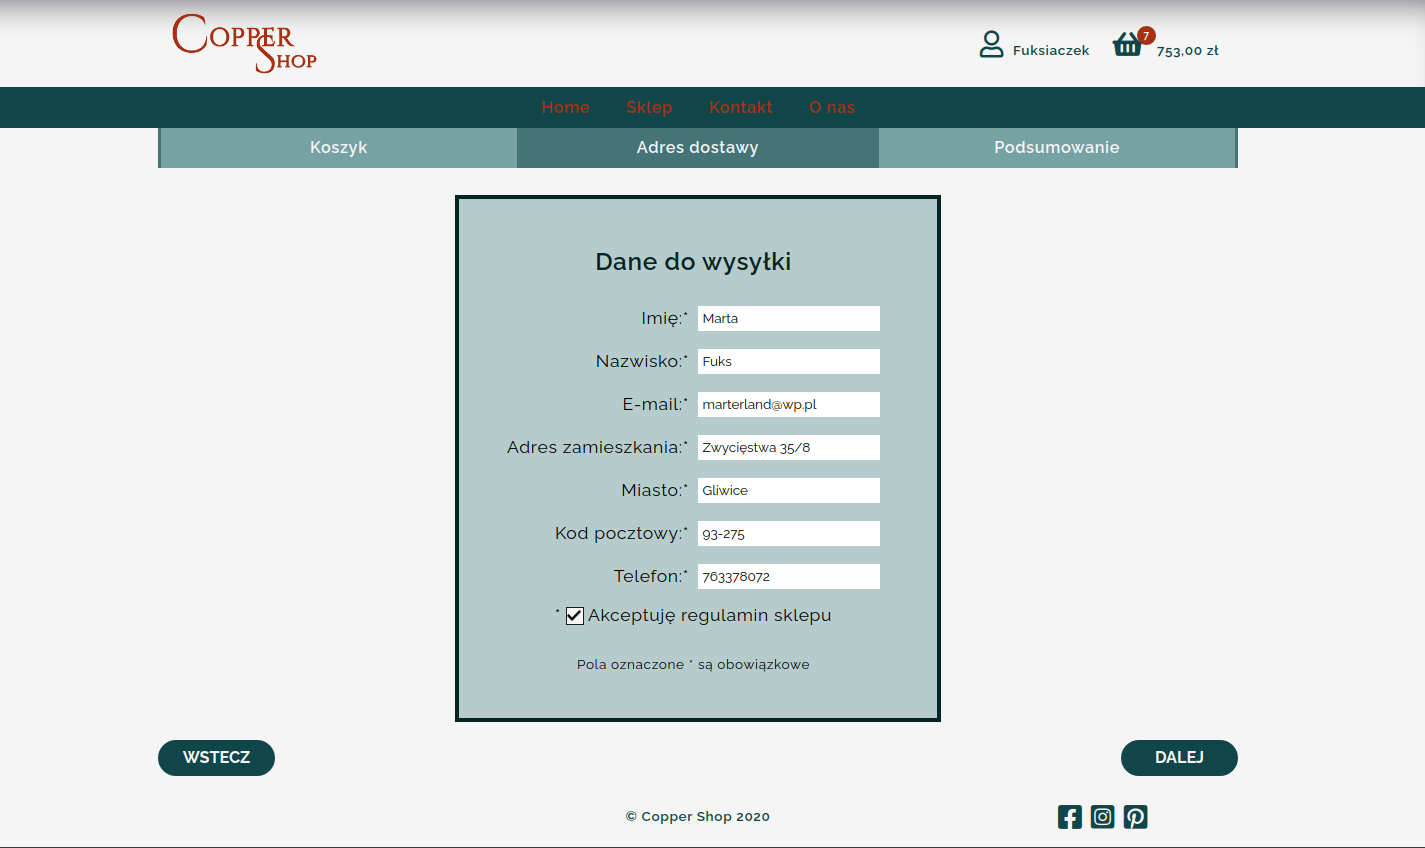 Copper Shop
Fuksiaczek 7 753,00 zł
Home Sklep Kontakt O nas
Koszyk Adres dostawy Podsumowanie
Dane do wysyłki
Imię:* Marta
Nazwisko:* Fuks
E-mail:* marterland@wp.pl
Adres zamieszkania:* Zwycięstwa 35/8
Miasto:* Gliwice
Kod pocztowy:* 93-275
Telefon:* 763378072
* Akceptuję regulamin sklepu
Pola oznaczone * są obowiązkowe
WSTECZ DALEJ
© Copper Shop 2020